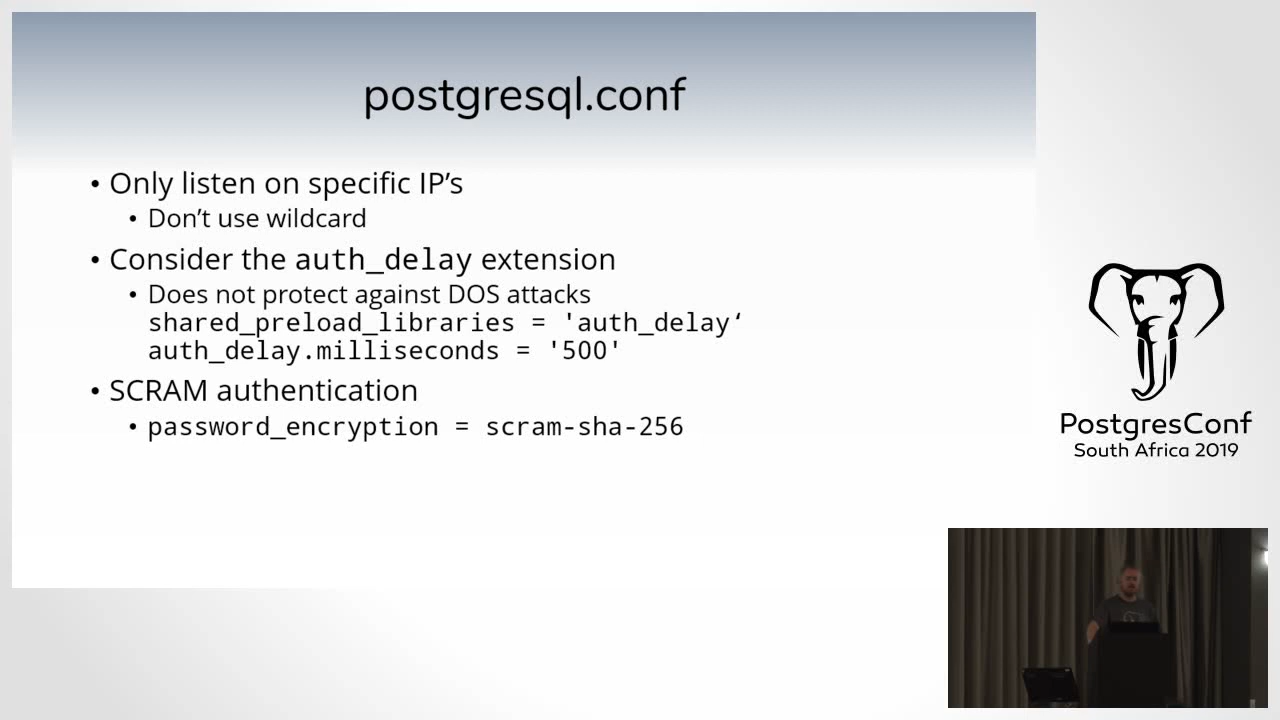 postgresql.conf
• Only listen on specific IP’s
• Don’t use wildcard
• Consider the auth_delay extension
• Does not protect against DOS attacks
shared_preload_libraries = 'auth_delay‘
auth_delay.milliseconds = '500'
• SCRAM authentication
• password_encryption = scram-sha-256
PostgresConf
South Africa 2019